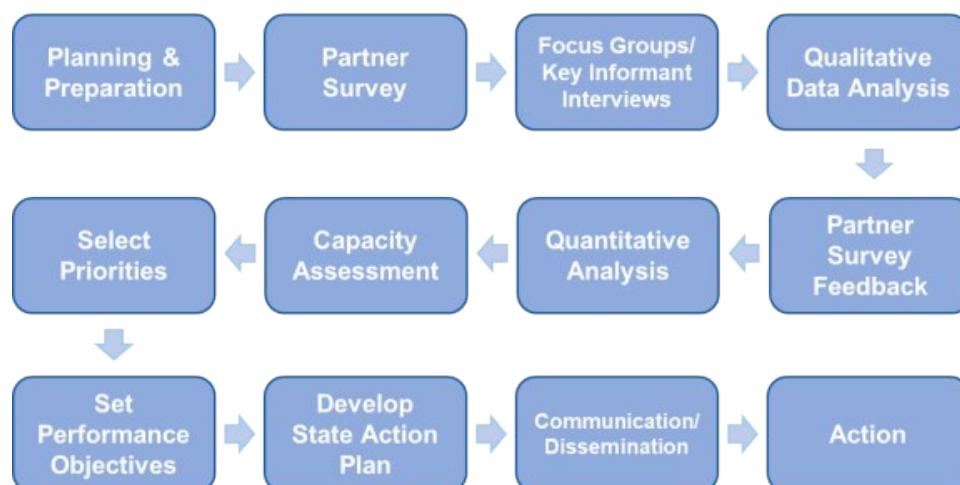 Planning &
Preparation
Partner
Survey
Focus Groups/
Key Informant
Interviews
Qualitative
Data Analysis
Partner
Survey
Feedback
Quantitative
Analysis
Capacity
Assessment
Select
Priorities
Set
Performance
Objectives
Develop
State Action
Plan
Communication/
Dissemination
Action